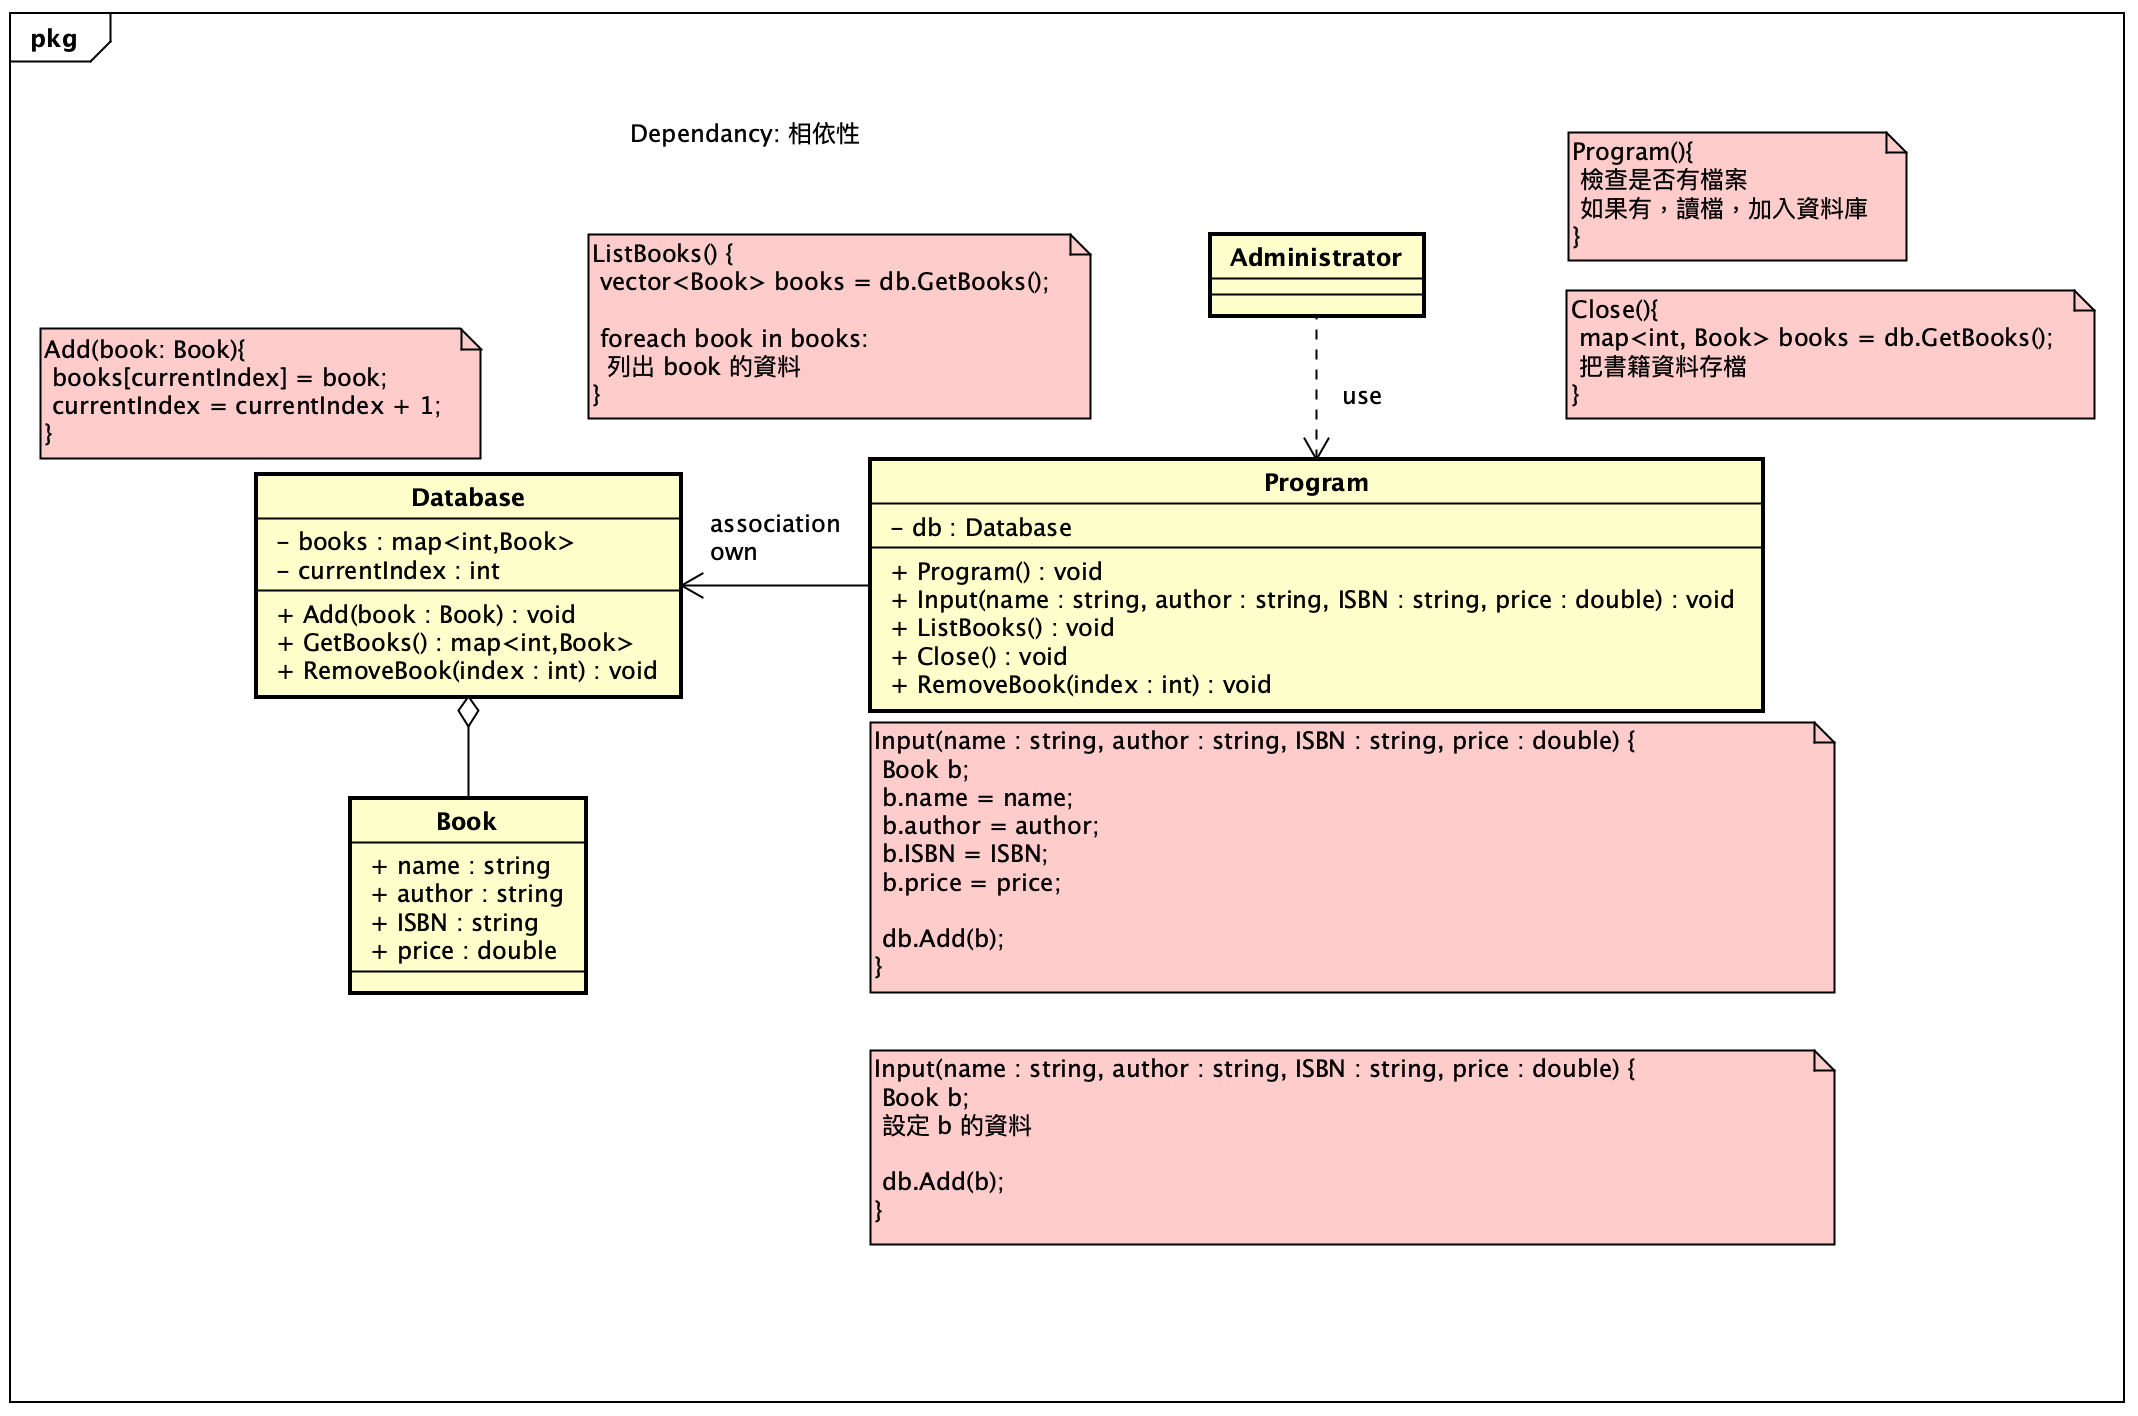 pkg
Dependancy: 相依性
Program(){
檢查是否有檔案
如果有，讀檔，加入資料庫
}
ListBooks() {
vector<Book> books = db.GetBooks();
foreach book in books:
列出 book 的資料
}
Administrator
Close(){
map<int, Book> books = db.GetBooks();
把書籍資料存檔
}
Add(book: Book){
books[currentIndex] = book;
currentIndex = currentIndex + 1;
}
use
Database
- books : map<int,Book>
- currentIndex : int
+ Add(book : Book) : void
+ GetBooks() : map<int,Book>
+ RemoveBook(index : int) : void
association
own
Program
- db : Database
+ Program() : void
+ Input(name : string, author : string, ISBN : string, price : double) : void
+ ListBooks() : void
+ Close() : void
+ RemoveBook(index : int) : void
Book
+ name : string
+ author : string
+ ISBN : string
+ price : double
Input(name : string, author : string, ISBN : string, price : double) {
Book b;
b.name = name;
b.author = author;
b.ISBN = ISBN;
b.price = price;
db.Add(b);
}
Input(name : string, author : string, ISBN : string, price : double) {
Book b;
設定 b 的資料
db.Add(b);
}